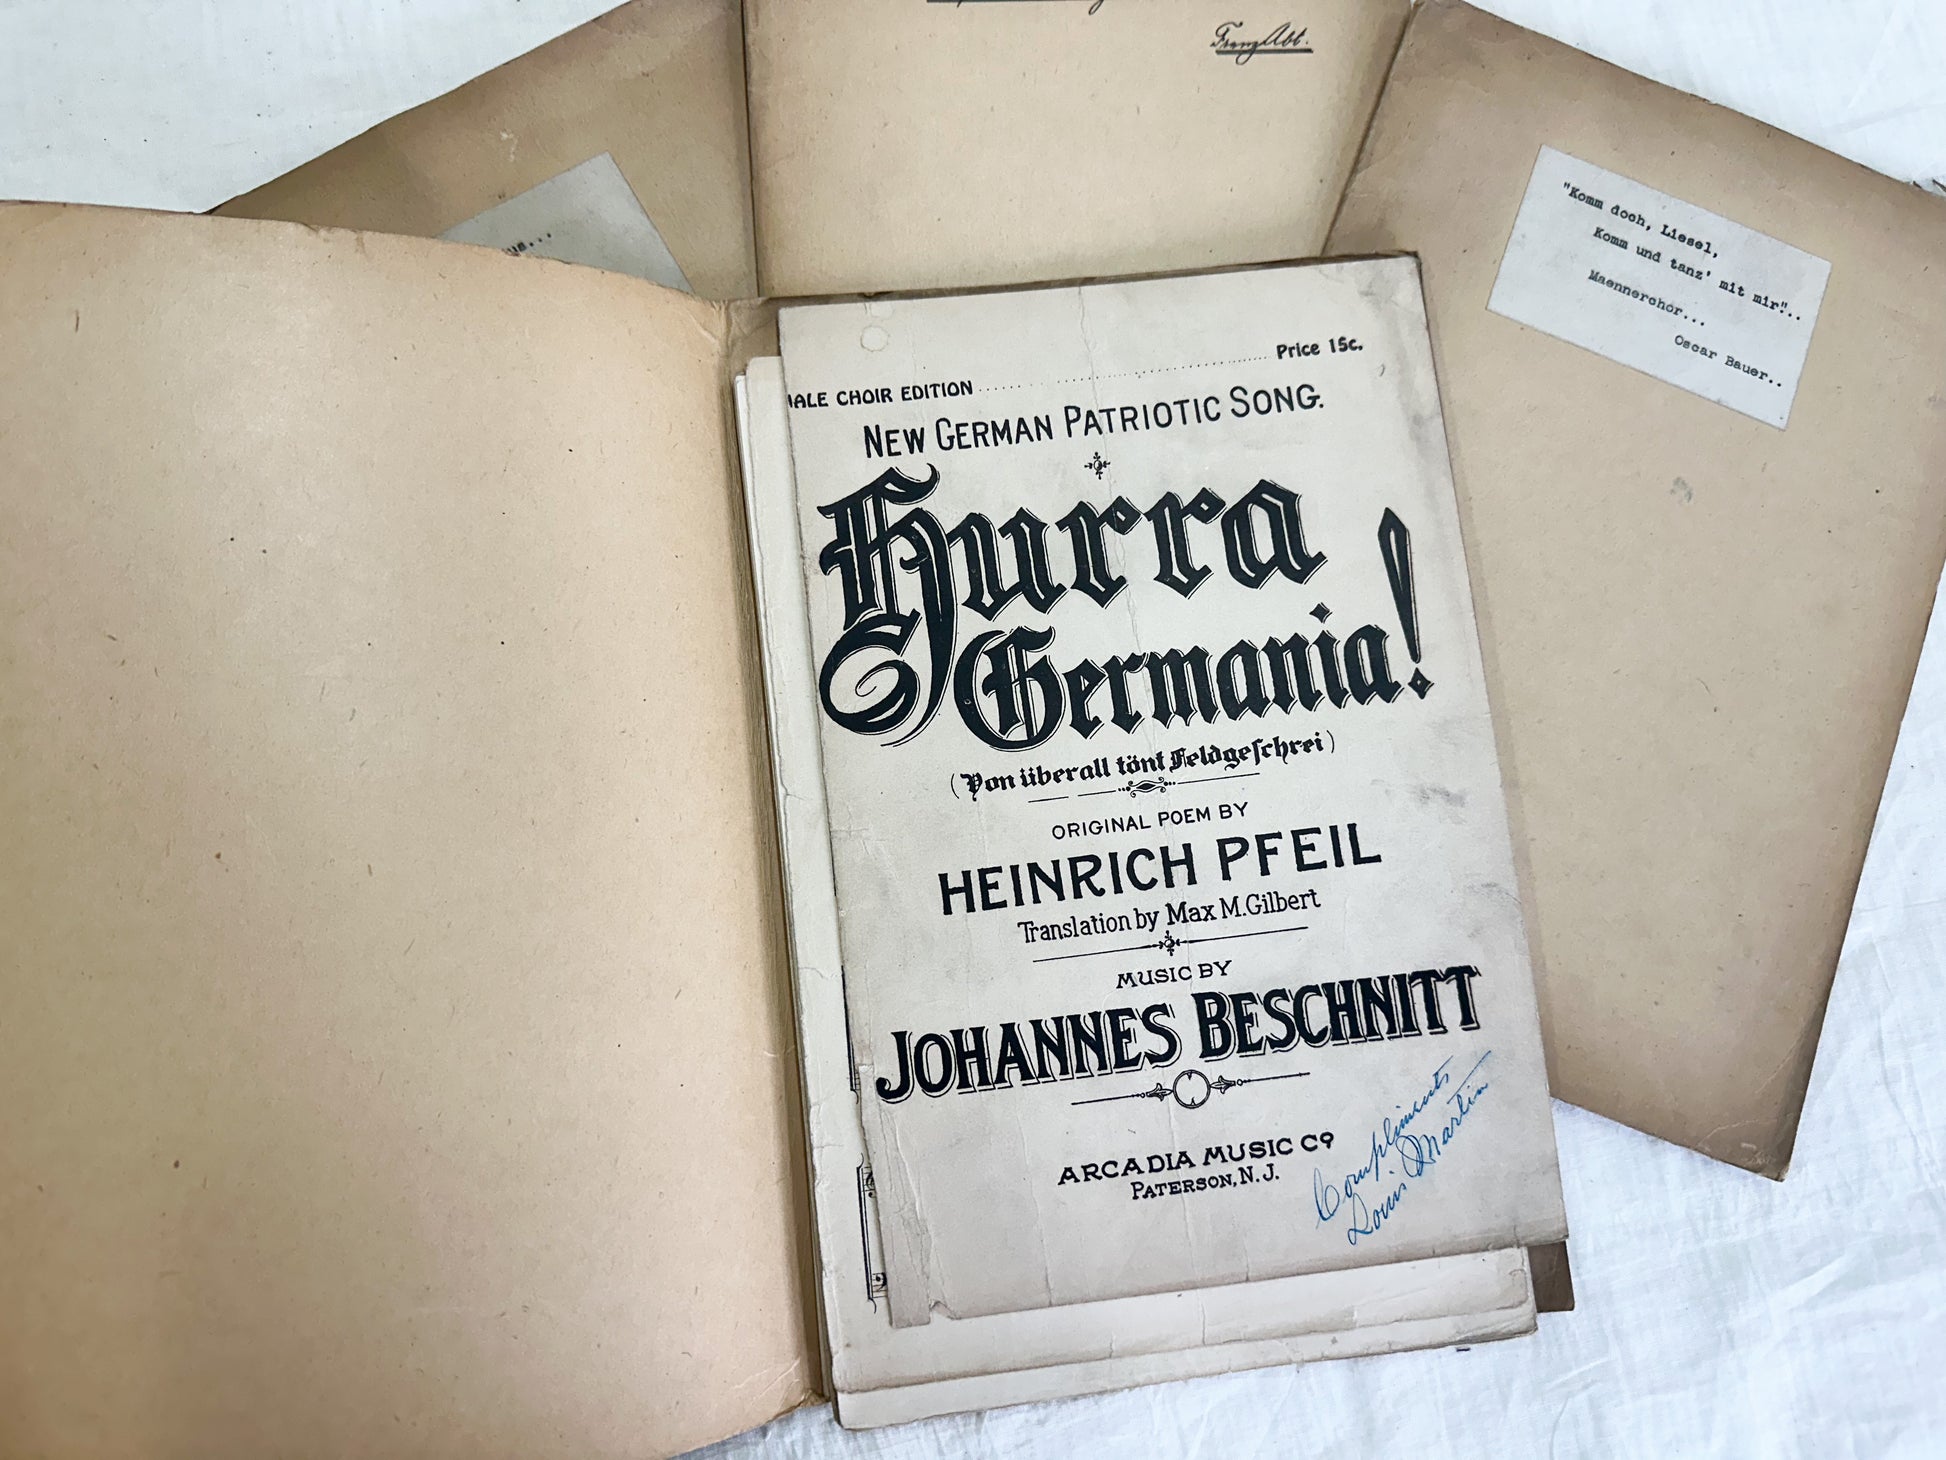 Franz Abt.
"Komm doch, Liesel,
Komm und tanz' mit mir"..
Maennerchor...
Oscar Bauer..
ALE CHOIR EDITION Price 15c.
NEW GERMAN PATRIOTIC SONG.
Hurra
Germania!
(Von überall tönt Feldgeſchrei)
ORIGINAL POEM BY
HEINRICH PFEIL
Translation by Max M. Gilbert
MUSIC BY
JOHANNES BESCHNITT
ARCADIA MUSIC Co
PATERSON, N. J.
Compliments
Louis Martin